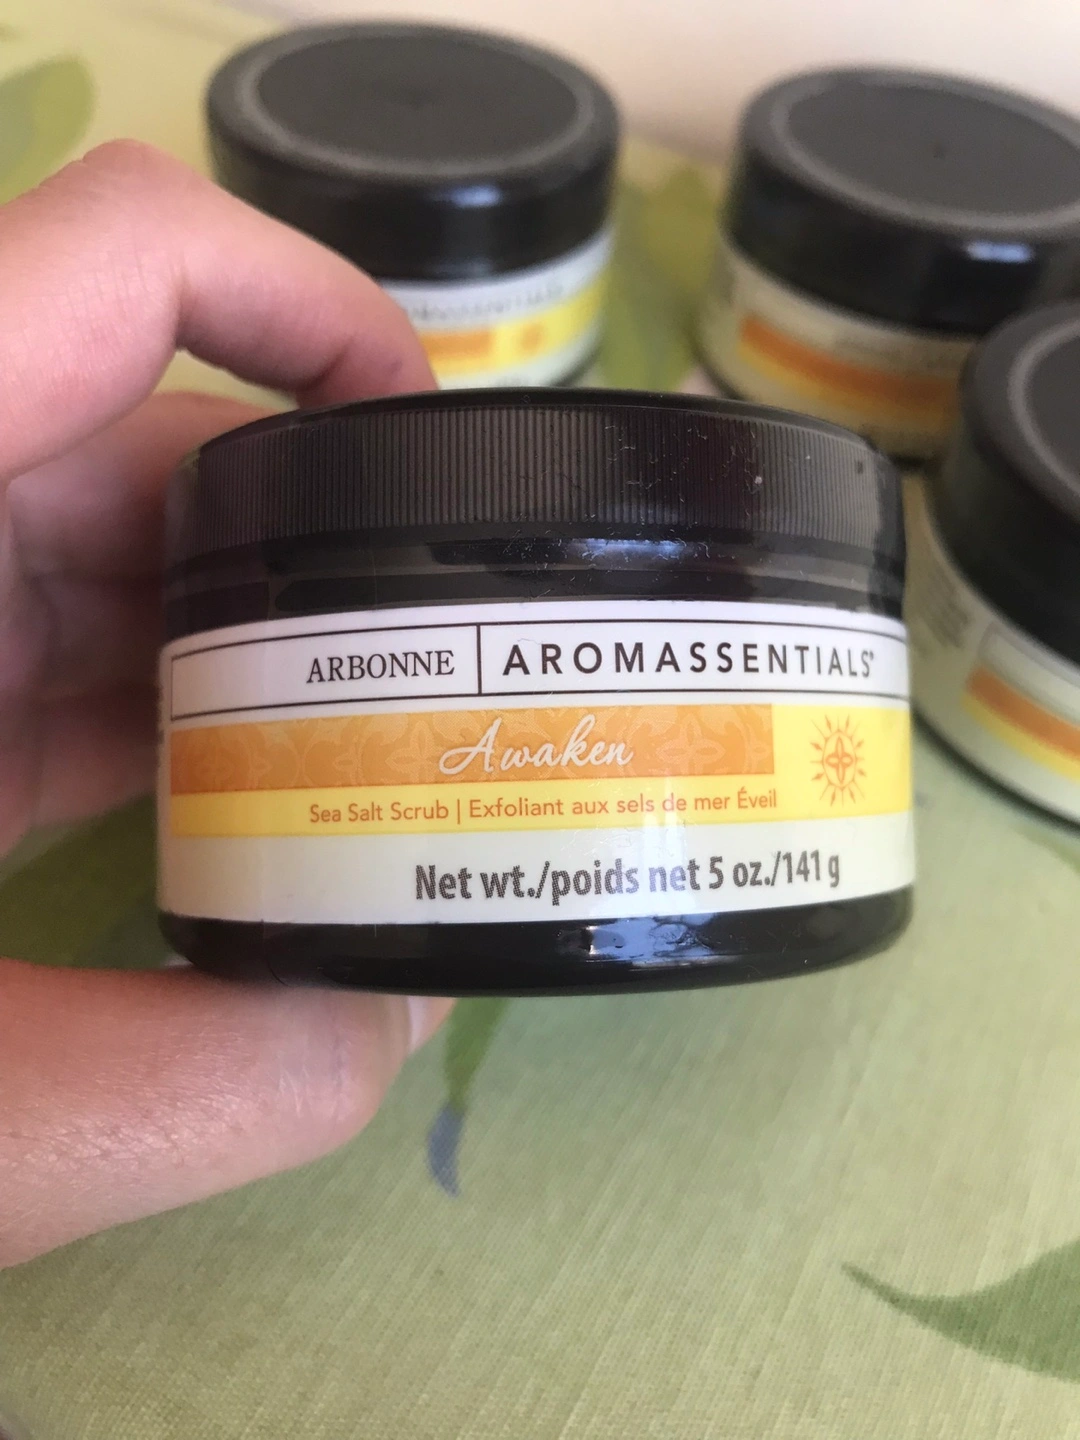 ARBONNE AROMASSENTIALS®
Awaken
Sea Salt Scrub | Exfoliant aux sels de mer Éveil
Net wt./poids net 5 oz./141 g